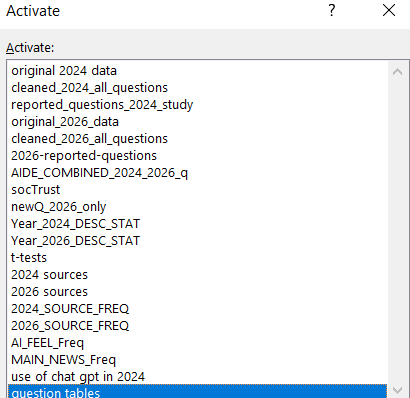 Activate
?
Activate:
original 2024 data
cleaned_2024_all_questions
reported_questions_2024_study
original_2026_data
cleaned_2026_all_questions
2026-reported-questions
AIDE_COMBINED_2024_2026_q
socTrust
newQ_2026_only
Year_2024_DESC_STAT
Year_2026_DESC_STAT
t-tests
2024 sources
2026 sources
2024_SOURCE_FREQ
2026_SOURCE_FREQ
AI_FEEL_Freq
MAIN_NEWS_Freq
use of chat gpt in 2024
question tables